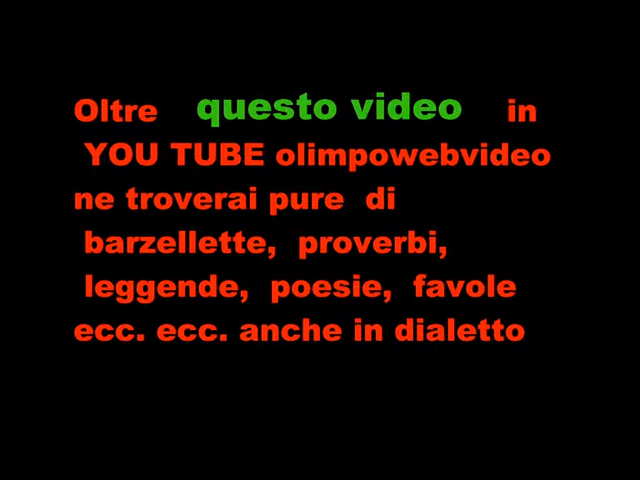 Oltre questo video in
YOU TUBE olimpowebvideo
ne troverai pure di
barzellette, proverbi,
leggende, poesie, favole
ecc. ecc. anche in dialetto